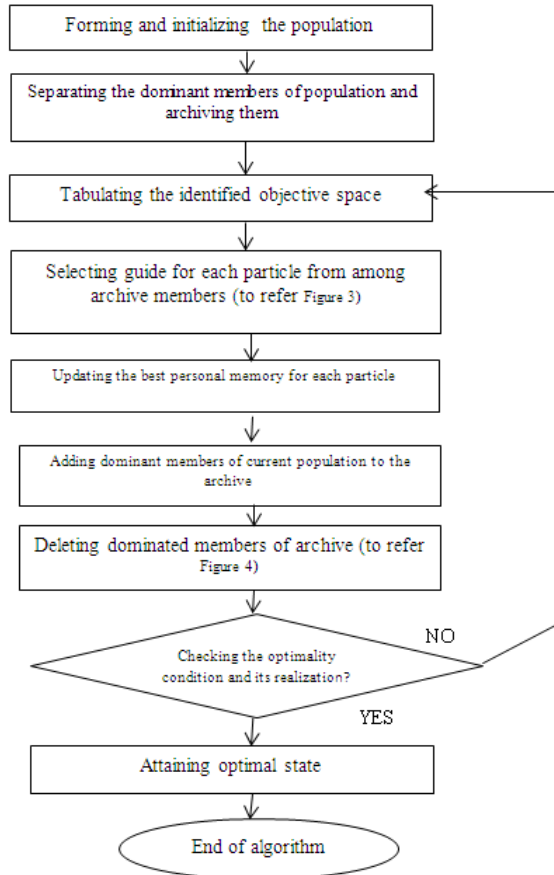 Forming and initializing the population
Separating the dominant members of population and
archiving them
Tabulating the identified objective space
Selecting guide for each particle from among
archive members (to refer Figure 3)
Updating the best personal memory for each particle
Adding dominant members of current population to the
archive
Deleting dominated members of archive (to refer
Figure 4)
NO
Checking the optimality
condition and its realization?
YES
Attaining optimal state
End of algorithm